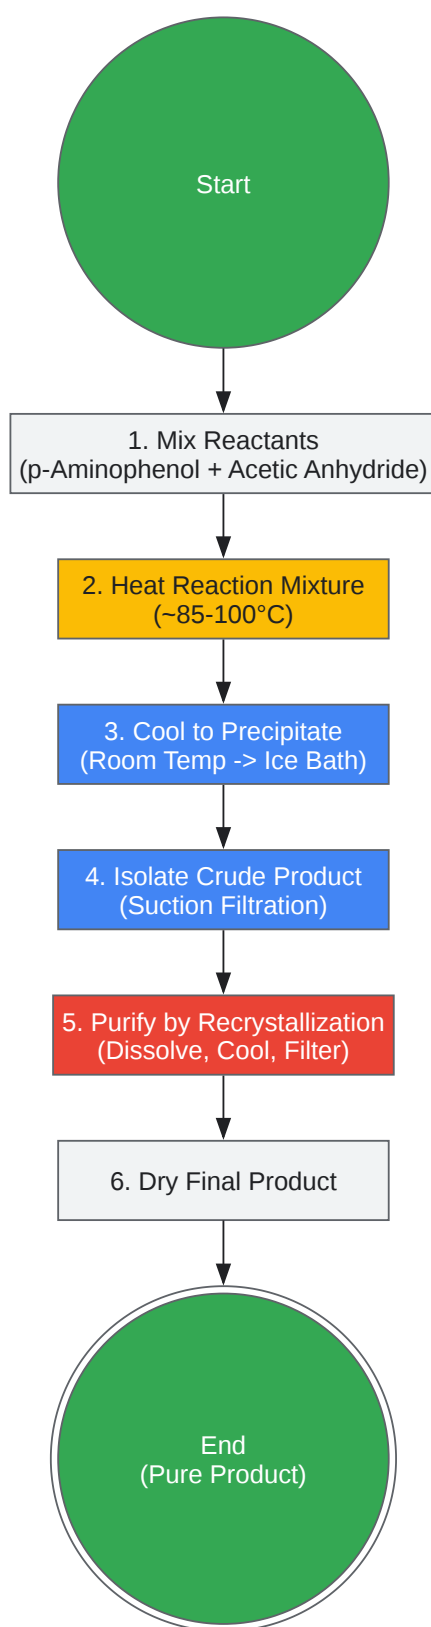 Start
1. Mix Reactants
(p-Aminophenol + Acetic Anhydride)
2. Heat Reaction Mixture
(~85-100°C)
3. Cool to Precipitate
(Room Temp -> Ice Bath)
4. Isolate Crude Product
(Suction Filtration)
5. Purify by Recrystallization
(Dissolve, Cool, Filter)
6. Dry Final Product
End
(Pure Product)